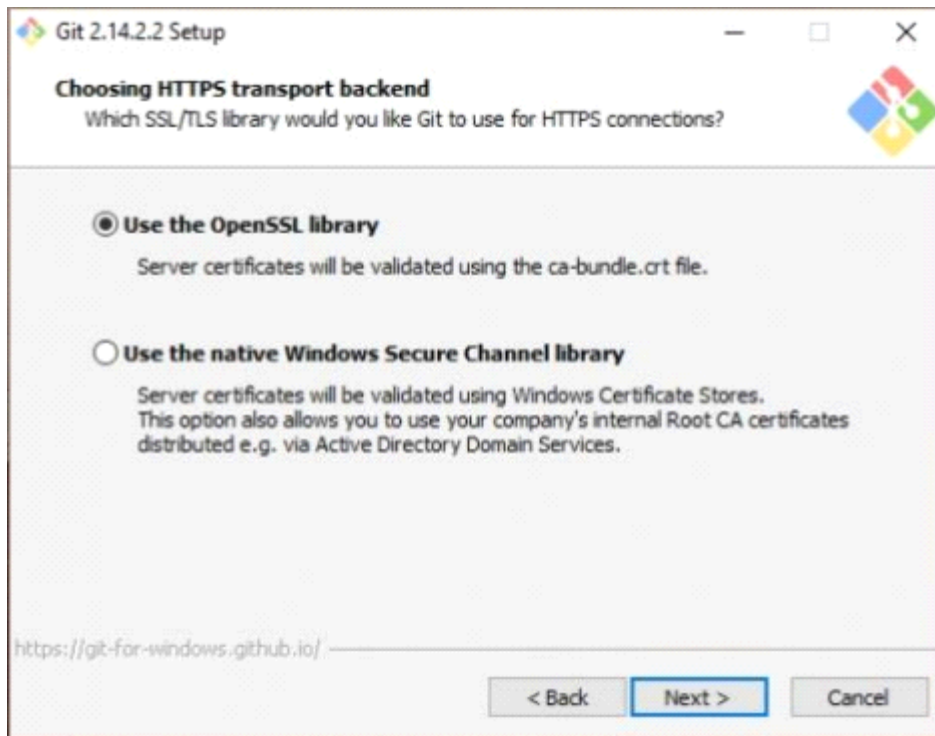 Git 2.14.2.2 Setup
Choosing HTTPS transport backend
Which SSL/TLS library would you like Git to use for HTTPS connections?
Use the OpenSSL library
Server certificates will be validated using the ca-bundle.crt file.
Use the native Windows Secure Channel library
Server certificates will be validated using Windows Certificate Stores.
This option also allows you to use your company's internal Root CA certificates
distributed e.g. via Active Directory Domain Services.
https://git-for-windows.github.io/
< Back Next > Cancel